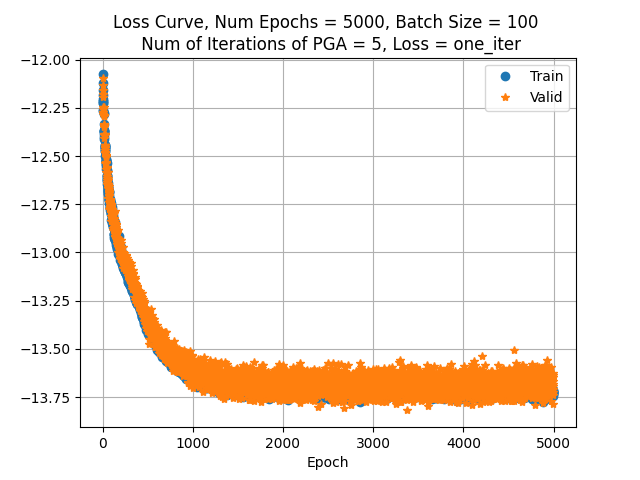 Loss Curve, Num Epochs = 5000, Batch Size = 100
Num of Iterations of PGA = 5, Loss = one_iter
−12.00
−12.25
−12.50
−12.75
−13.00
−13.25
−13.50
−13.75
Train
Valid
0
1000
2000
3000
4000
5000
Epoch